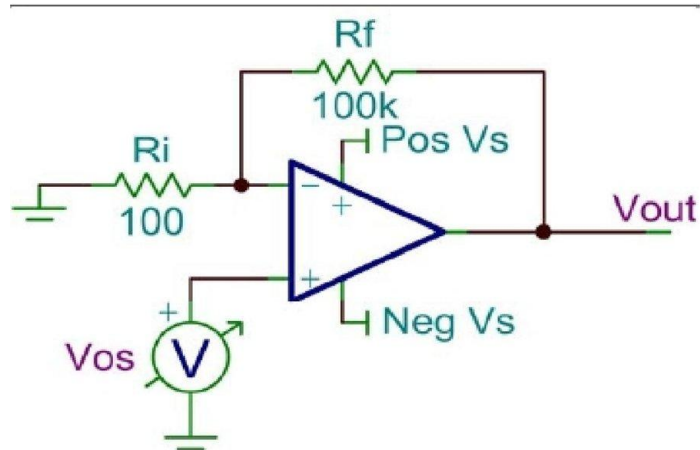 Rf
100k
Pos Vs
Ri
100
−
+
Vout
+
+
Neg Vs
Vos
V